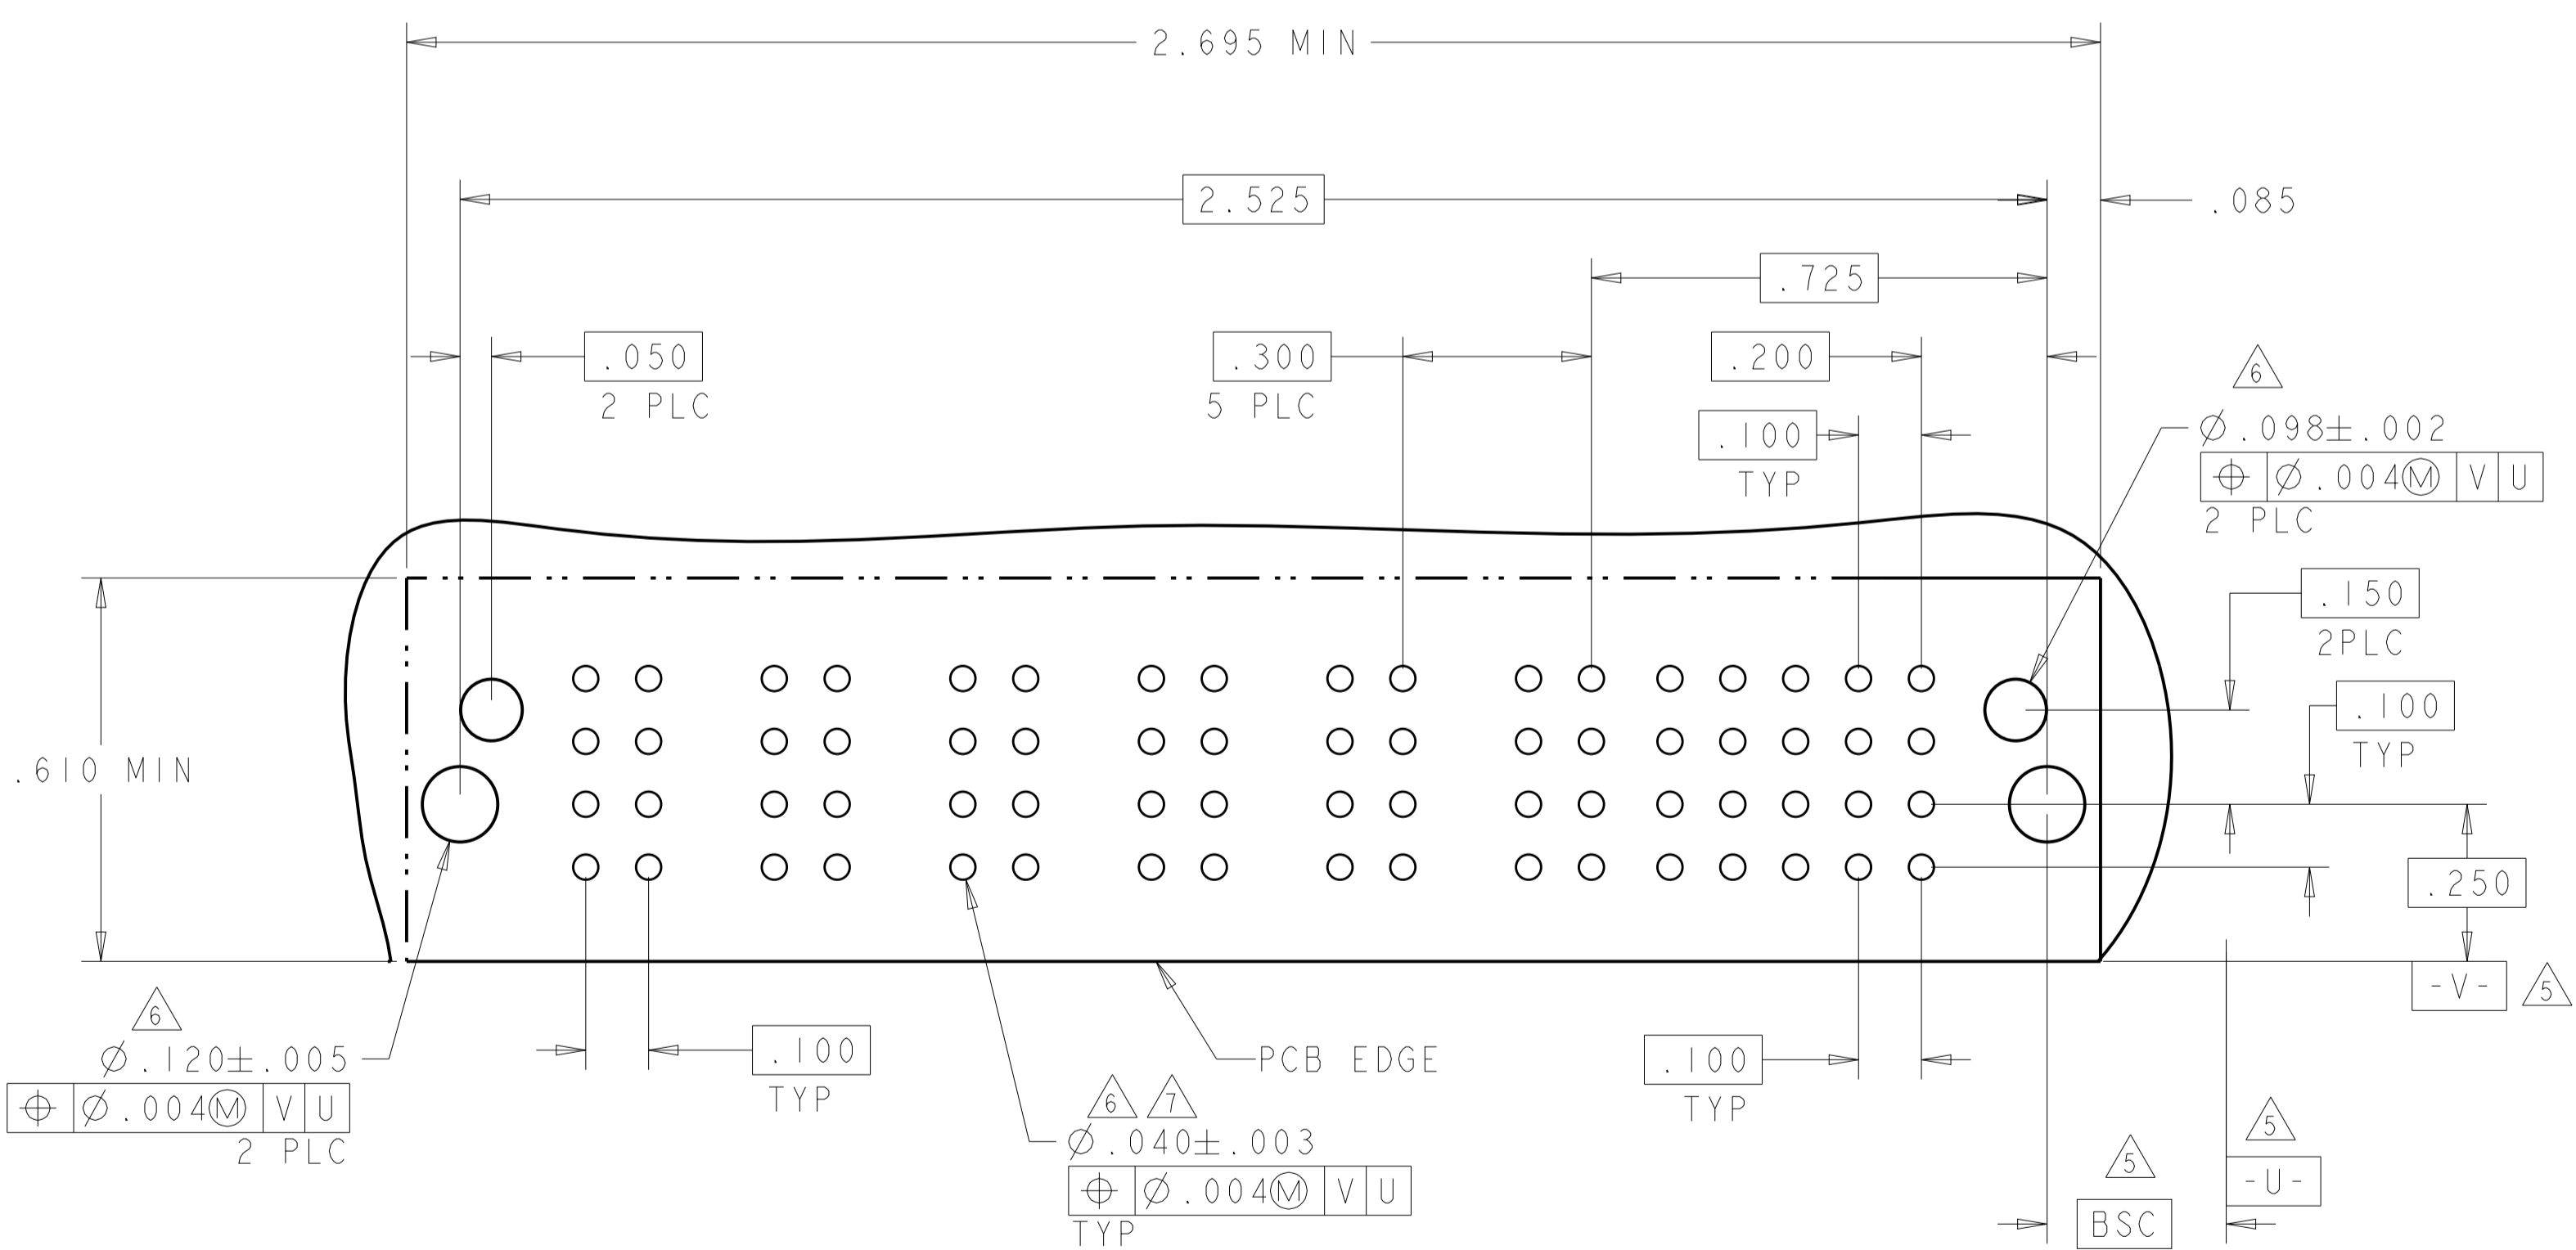 2.695 MIN
2.525
.085
.725
.050
2 PLC
.300
5 PLC
.200
.100
TYP
6
⌀.098±.002
⌖ ⌀.004Ⓜ V U
2 PLC
.150
2PLC
.100
TYP
.610 MIN
.250
-V- 5
6
⌀.120±.005
⌖ ⌀.004Ⓜ V U
2 PLC
.100
TYP
PCB EDGE
6 7
⌀.040±.003
⌖ ⌀.004Ⓜ V U
TYP
.100
TYP
5
BSC
5
-U-